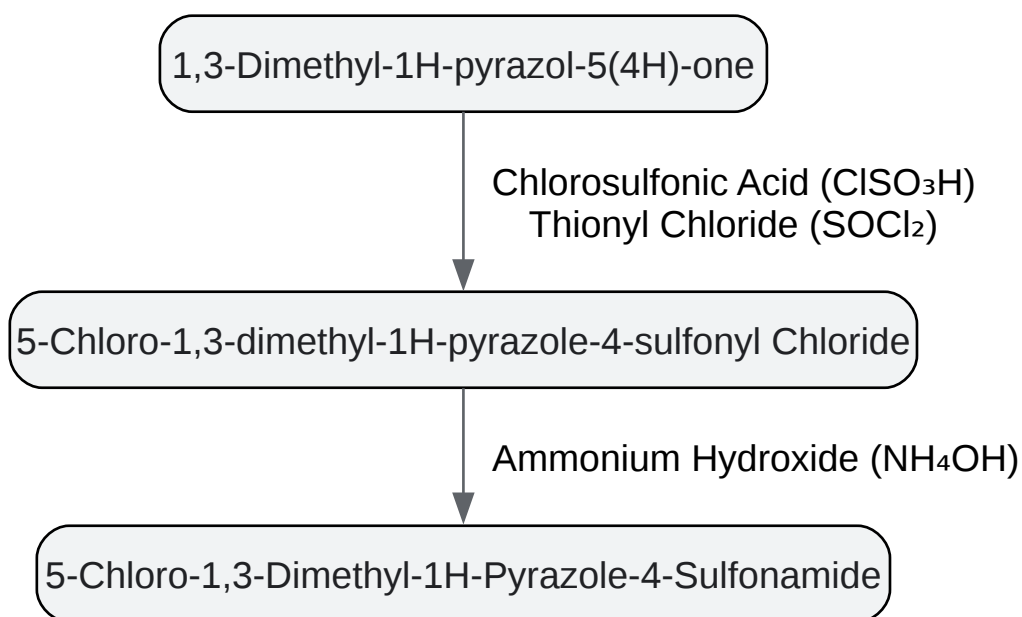 1,3-Dimethyl-1H-pyrazol-5(4H)-one
Chlorosulfonic Acid (ClSO₃H)
Thionyl Chloride (SOCl₂)
5-Chloro-1,3-dimethyl-1H-pyrazole-4-sulfonyl Chloride
Ammonium Hydroxide (NH₄OH)
5-Chloro-1,3-Dimethyl-1H-Pyrazole-4-Sulfonamide